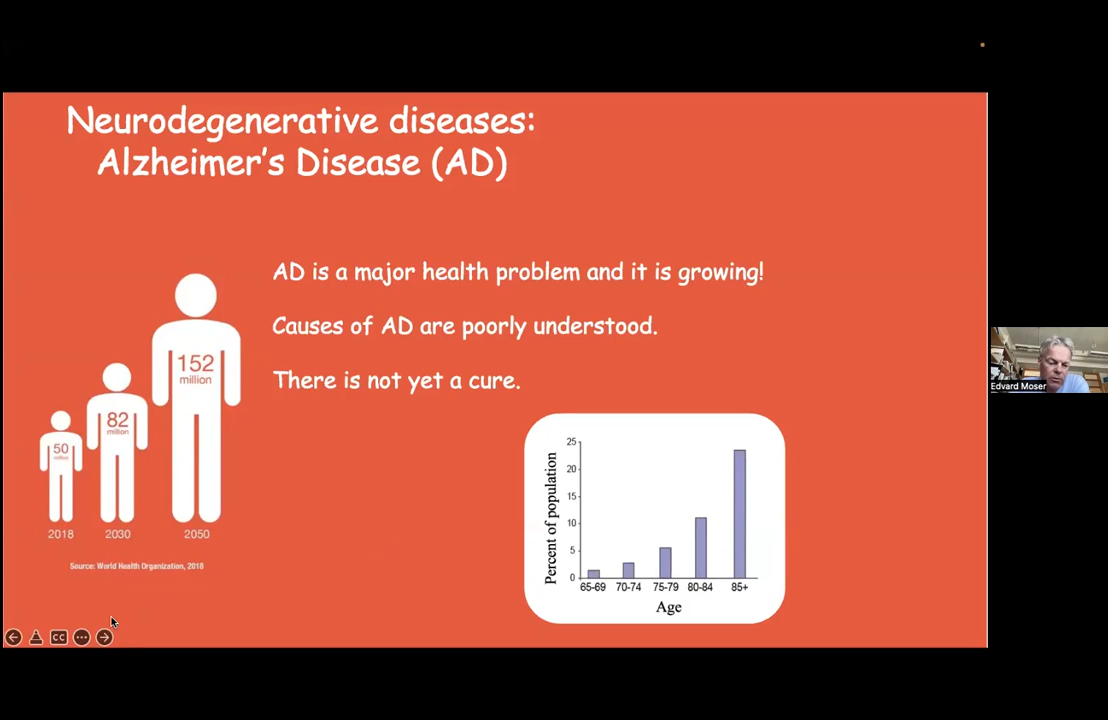 Neurodegenerative diseases:
Alzheimer's Disease (AD)
AD is a major health problem and it is growing!
Causes of AD are poorly understood.
There is not yet a cure.
152
million
82
million
50
million
2018
2030
2050
Source: World Health Organization, 2018
25
20
15
10
5
0
Percent of population
65-69
70-74
75-79
80-84
85+
Age
CC
Edvard Moser